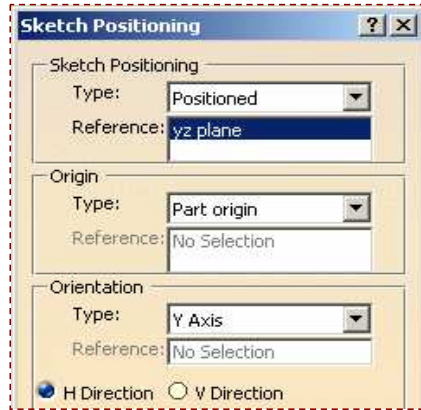 Sketch Positioning ? ×
Sketch Positioning
Type: Positioned
Reference: yz plane
Origin
Type: Part origin
Reference: No Selection
Orientation
Type: Y Axis
Reference: No Selection
H Direction V Direction